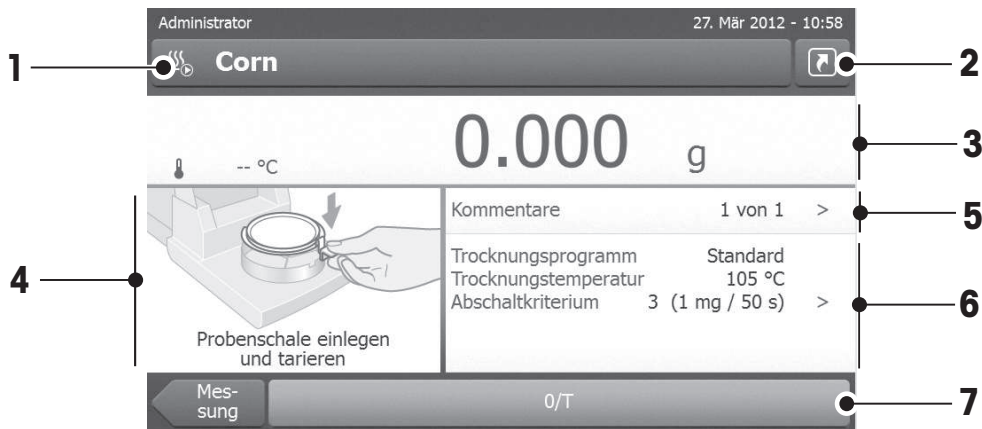 Administrator 27. Mär 2012 - 10:58
1 Corn 2
0.000 g 3
-- °C
4
Probenschale einlegen
und tarieren
Kommentare 1 von 1 > 5
Trocknungsprogramm Standard
Trocknungstemperatur 105 °C
Abschaltkriterium 3 (1 mg / 50 s) > 6
Mes-
sung
0/T 7